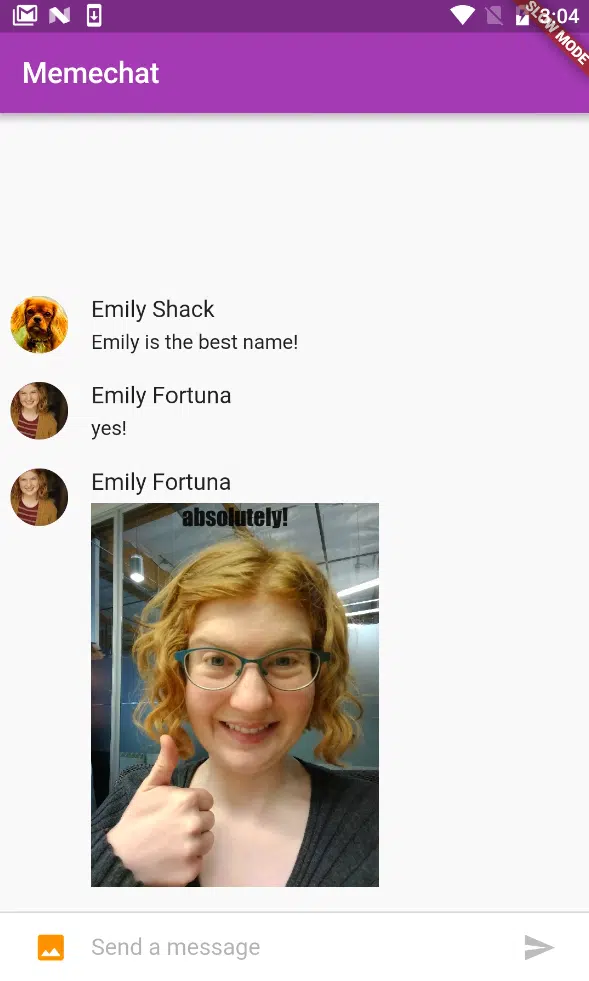 3:04
SLOW MODE
Memechat
Emily Shack
Emily is the best name!
Emily Fortuna
yes!
Emily Fortuna
absolutely!
Send a message